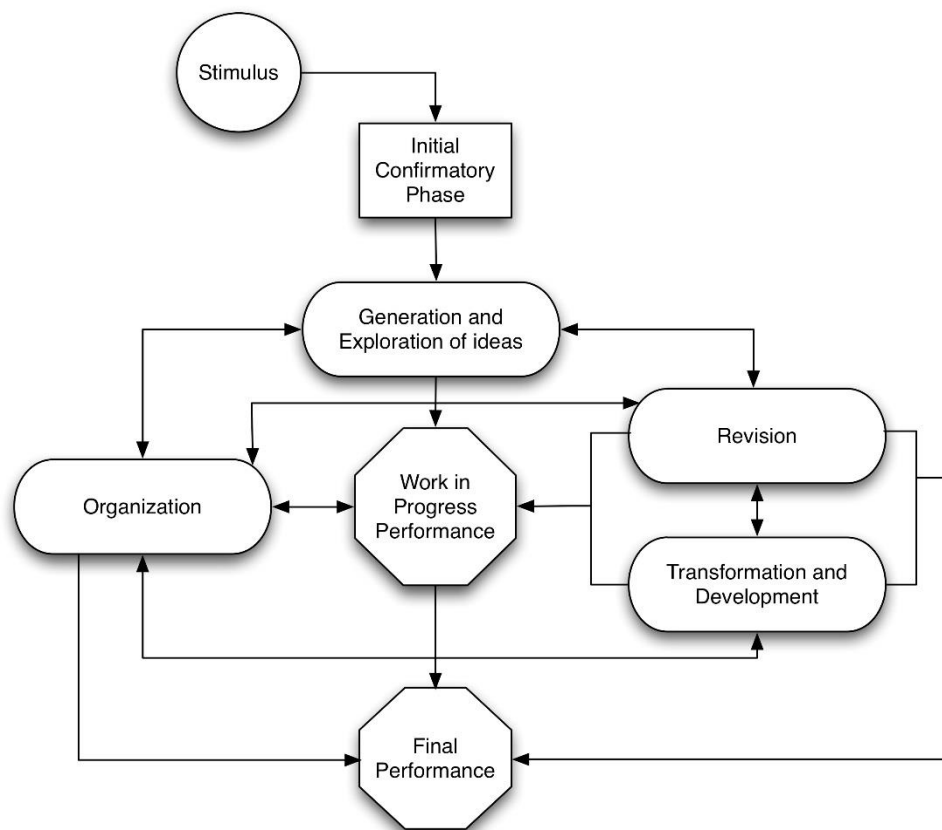 Stimulus
Initial
Confirmatory
Phase
Generation and
Exploration of ideas
Revision
Work in
Progress
Performance
Organization
Transformation and
Development
Final
Performance